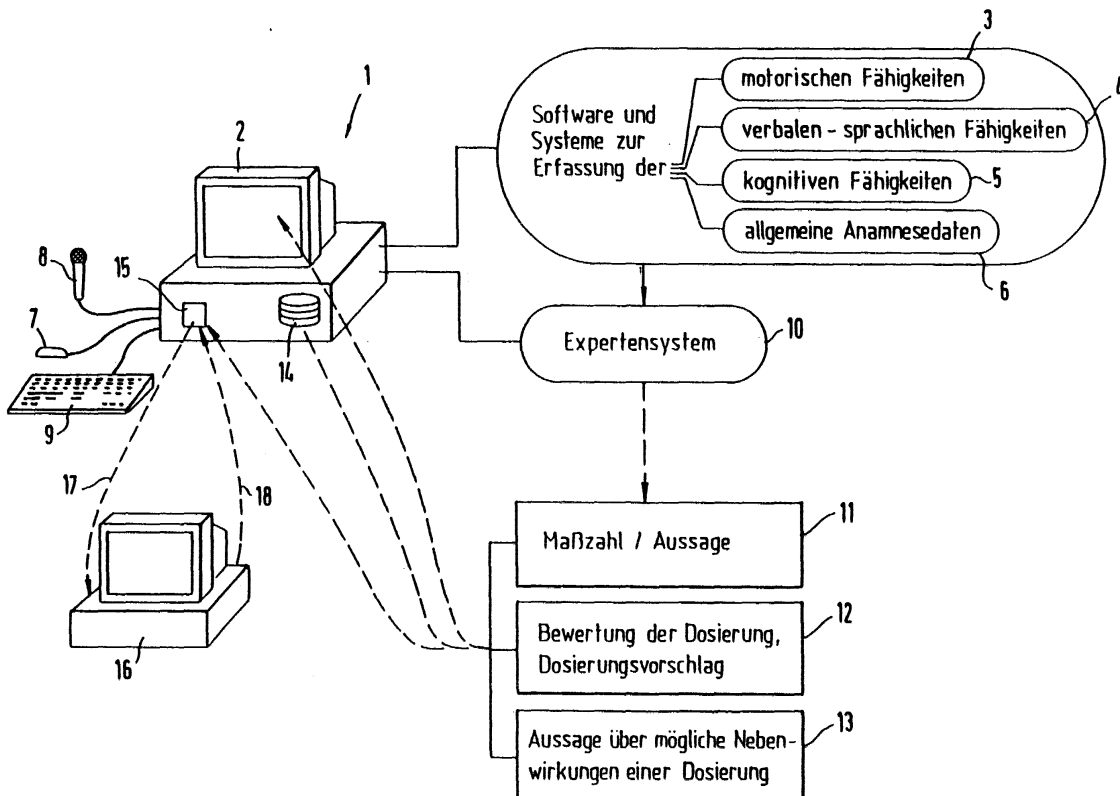 3
motorischen Fähigkeiten
1
Software und
Systeme zur
Erfassung der
verbalen - sprachlichen Fähigkeiten
2
kognitiven Fähigkeiten
5
allgemeine Anamnesedaten
8
15
6
7
14
Expertensystem
10
9
17
18
11
Maßzahl / Aussage
12
Bewertung der Dosierung,
Dosierungsvorschlag
16
13
Aussage über mögliche Neben-
wirkungen einer Dosierung